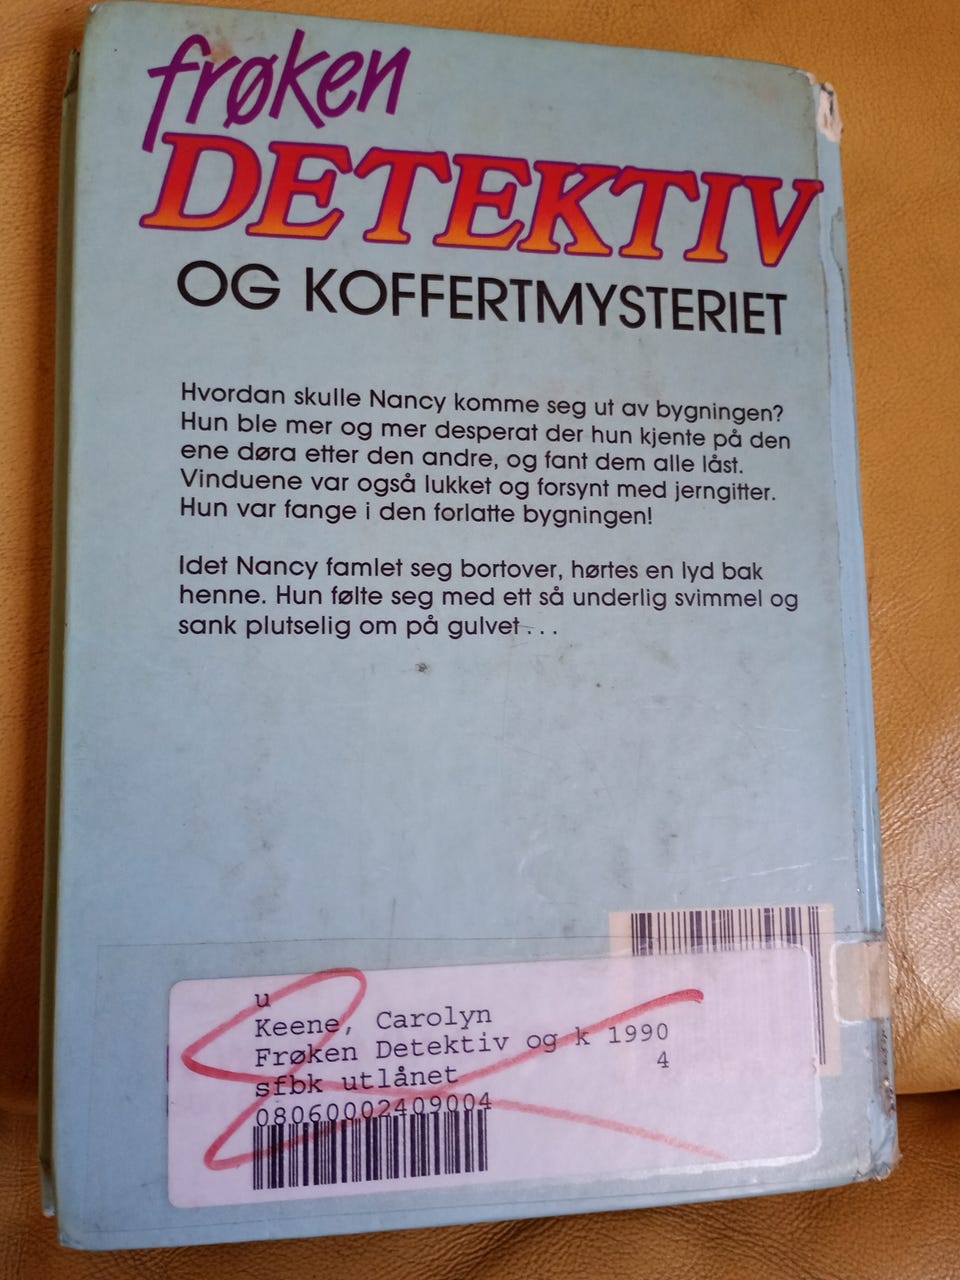 frøken
DETEKTIV
OG KOFFERTMYSTERIET
Hvordan skulle Nancy komme seg ut av bygningen?
Hun ble mer og mer desperat der hun kjente på den
ene døra etter den andre, og fant dem alle låst.
Vinduene var også lukket og forsynt med jerngitter.
Hun var fange i den forlatte bygningen!
Idet Nancy famlet seg bortover, hørtes en lyd bak
henne. Hun følte seg med ett så underlig svimmel og
sank plutselig om på gulvet . . .
u
Keene, Carolyn
Frøken Detektiv og k 1990
sfbk utlånet 4
08060002409004